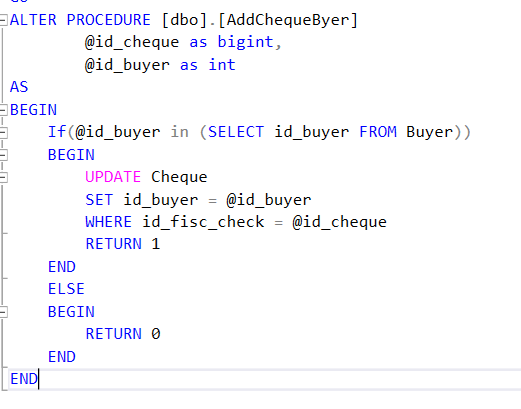 ALTER PROCEDURE [dbo].[AddChequeByer]
@id_cheque as bigint,
@id_buyer as int
AS
BEGIN
If(@id_buyer in (SELECT id_buyer FROM Buyer))
BEGIN
UPDATE Cheque
SET id_buyer = @id_buyer
WHERE id_fisc_check = @id_cheque
RETURN 1
END
ELSE
BEGIN
RETURN 0
END
END